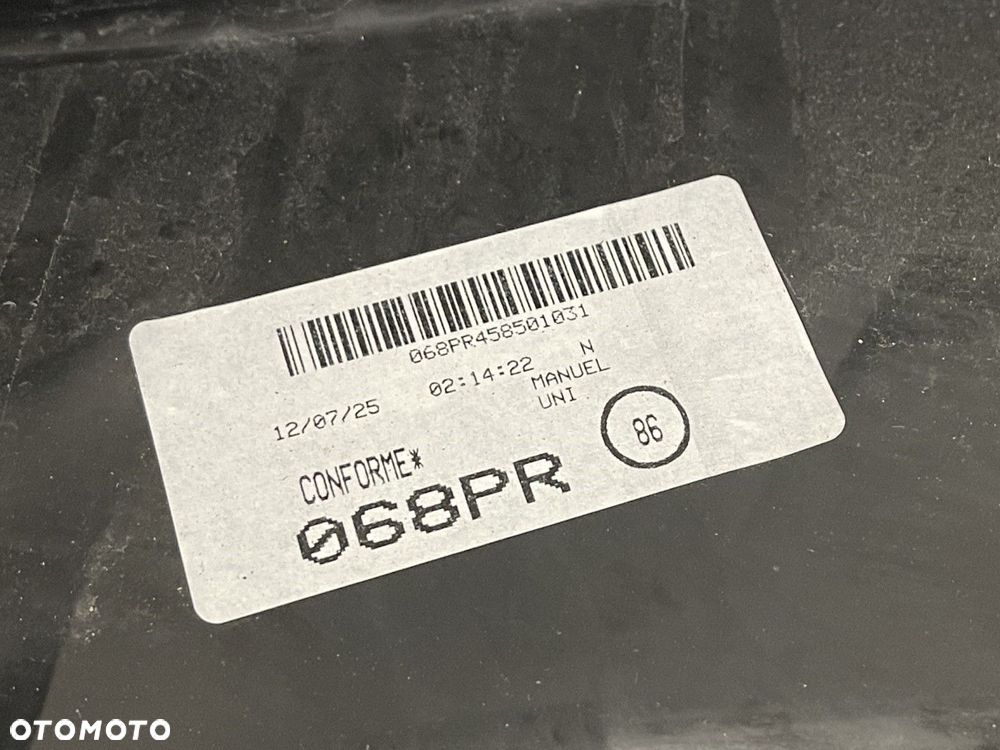 068PR458501031
12/07/25 02:14:22 N
MANUEL
UNI
CONFORME*
86
068PR
OTOMOTO